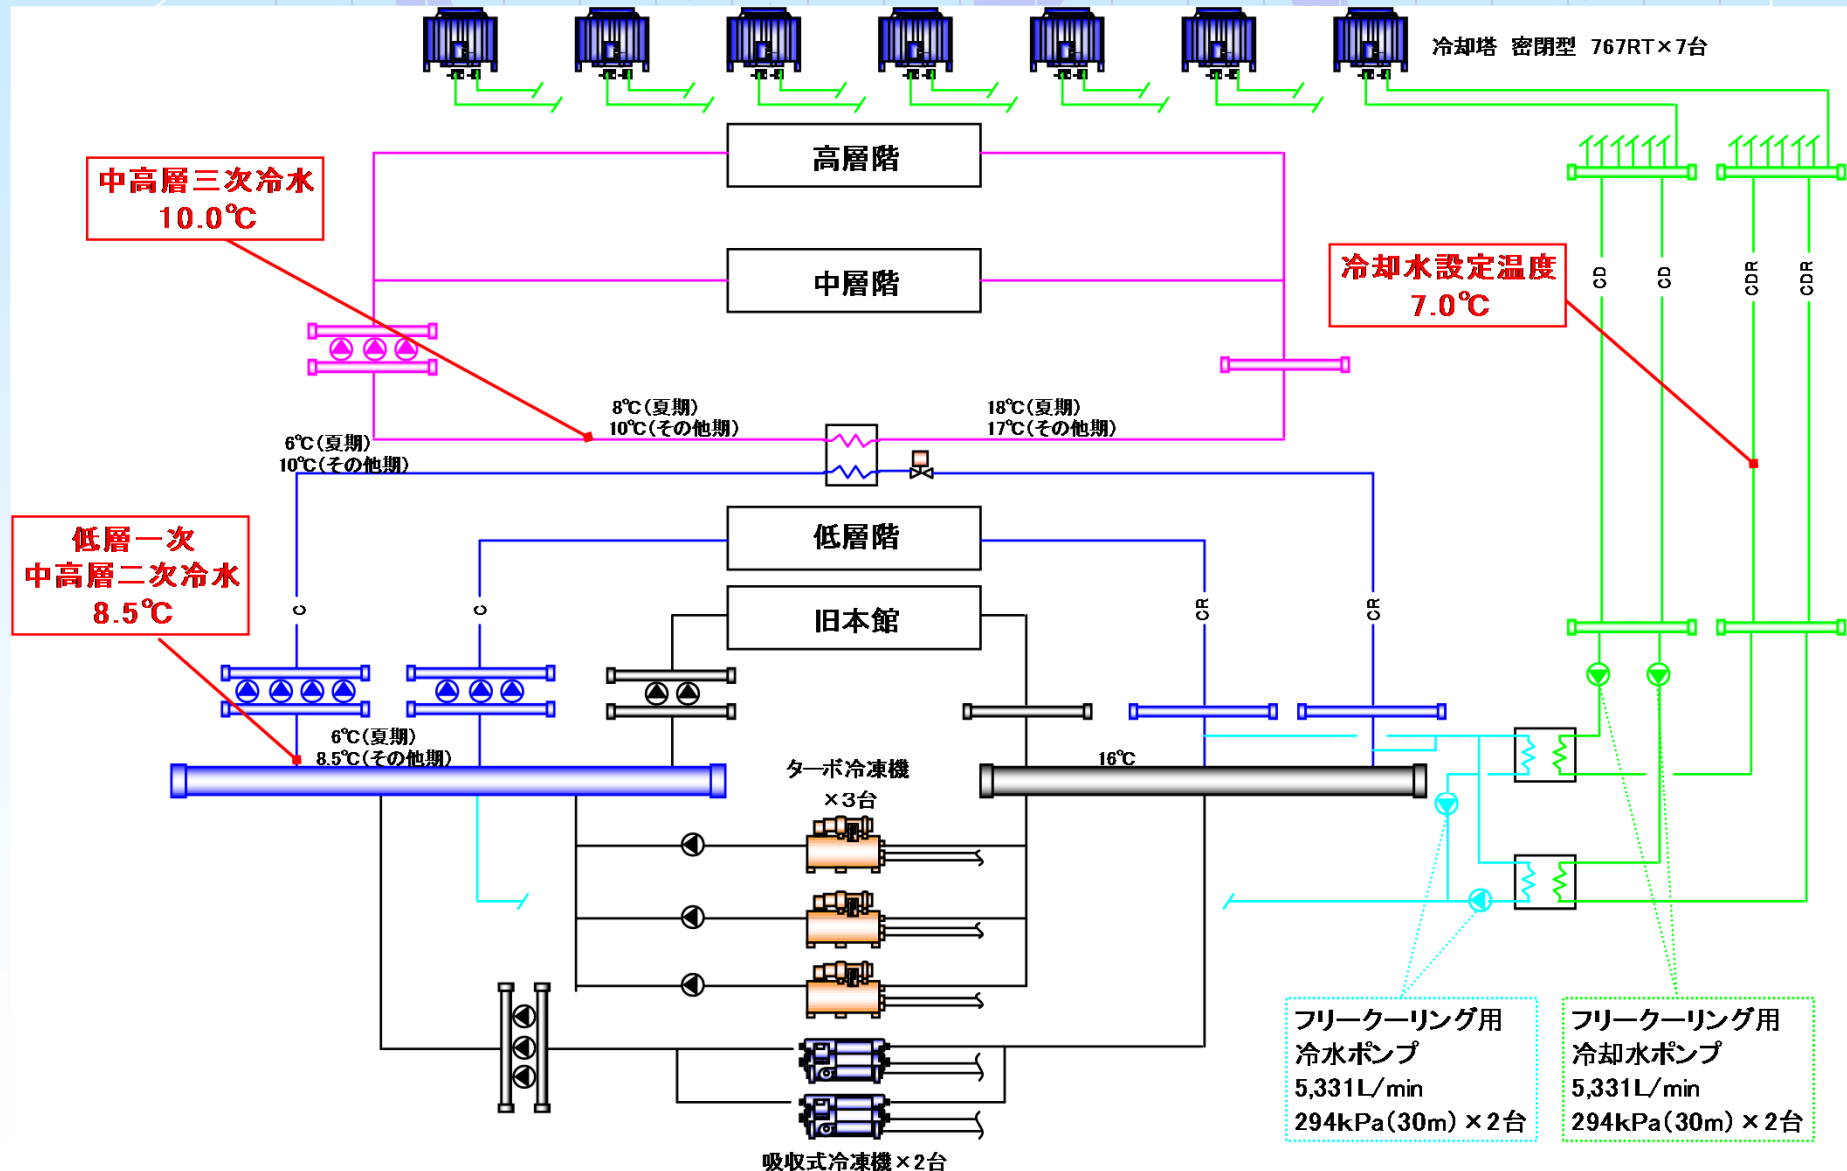 冷却塔 密閉型 767RT×7台
高層階
中高層三次冷水
10.0℃
中層階
冷却水設定温度
7.0℃
CD
CD
CDR
CDR
8℃(夏期)
10℃(その他期)
18℃(夏期)
17℃(その他期)
6℃(夏期)
10℃(その他期)
低層階
低層一次
中高層二次冷水
8.5℃
旧本館
C
C
CR
CR
6℃(夏期)
8.5℃(その他期)
ターボ冷凍機
×3台
16℃
フリークーリング用
冷水ポンプ
5,331L/min
294kPa(30m)×2台
フリークーリング用
冷却水ポンプ
5,331L/min
294kPa(30m)×2台
吸収式冷凍機×2台